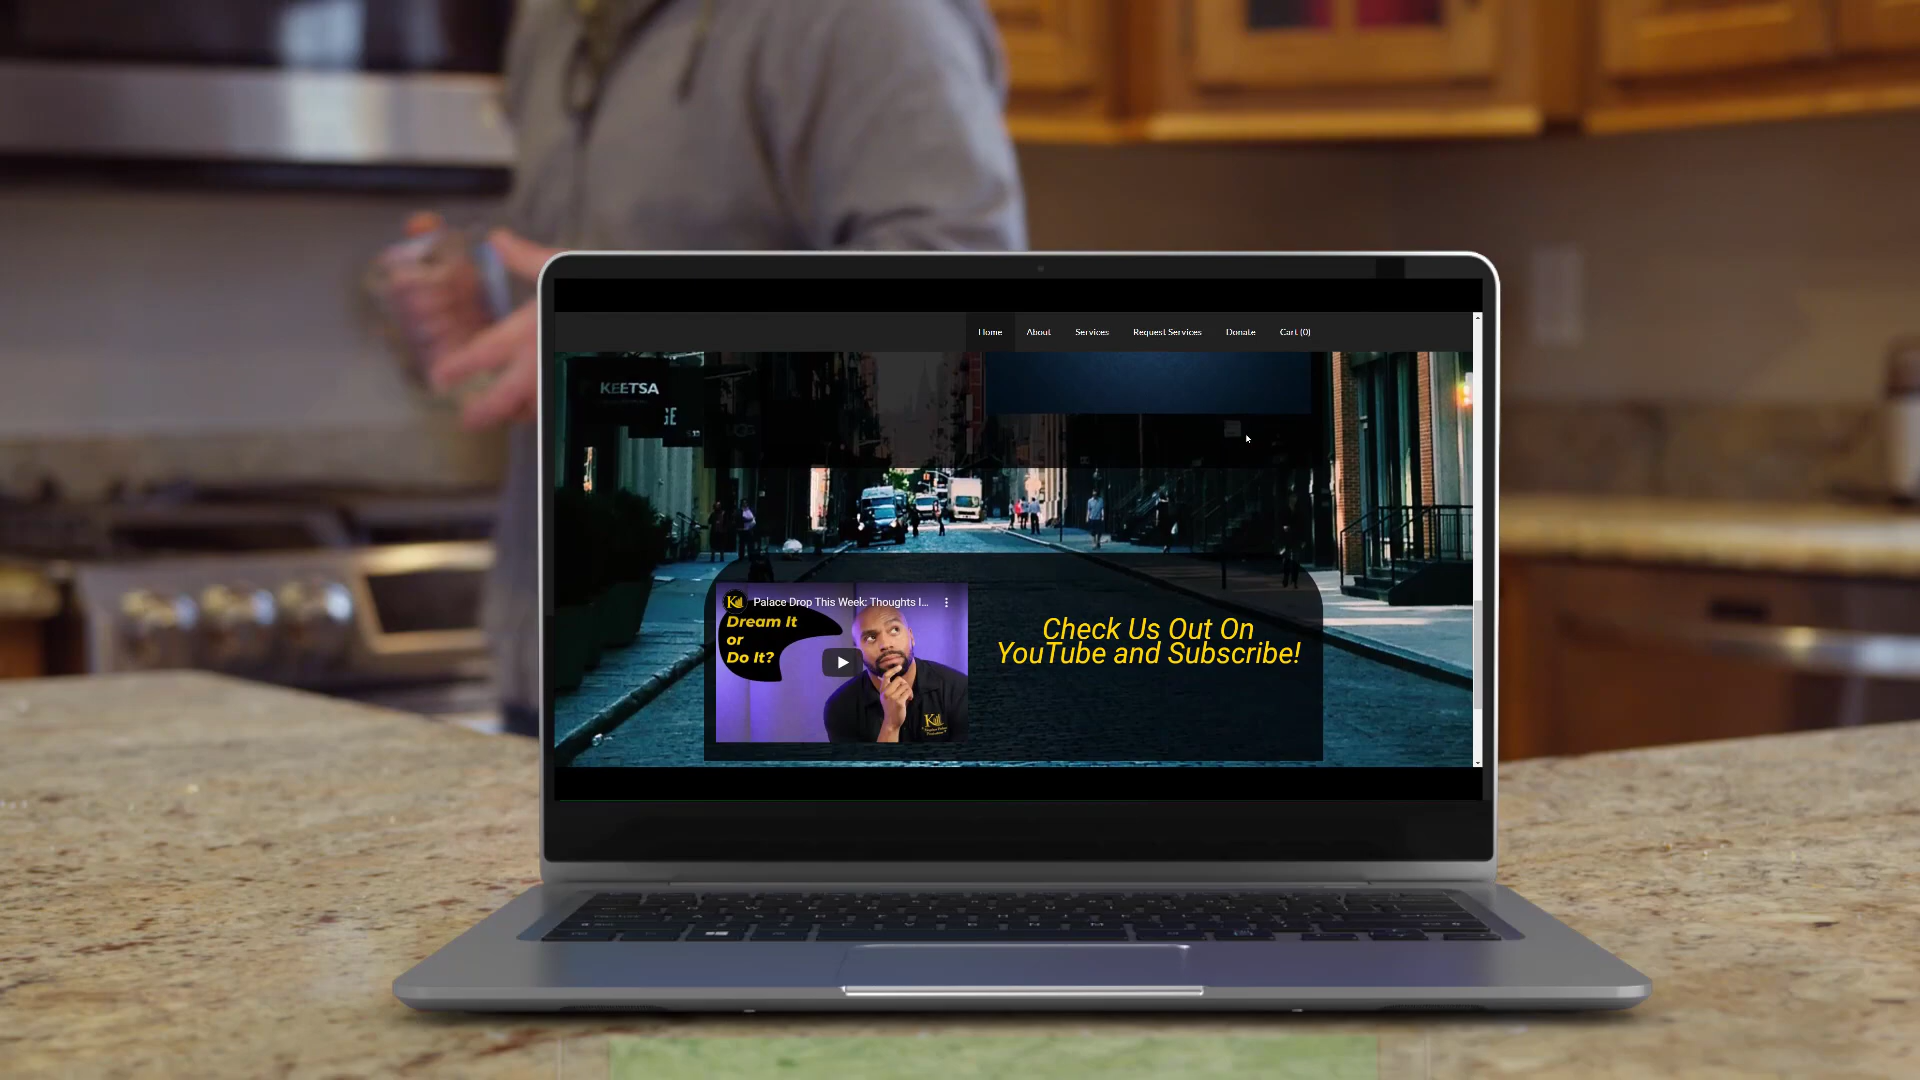 Home About Services Request Services Donate Cart (0)
KEETSA
GE
Palace Drop This Week: Thoughts I...
Dream It
or
Do It?
Check Us Out On
YouTube and Subscribe!